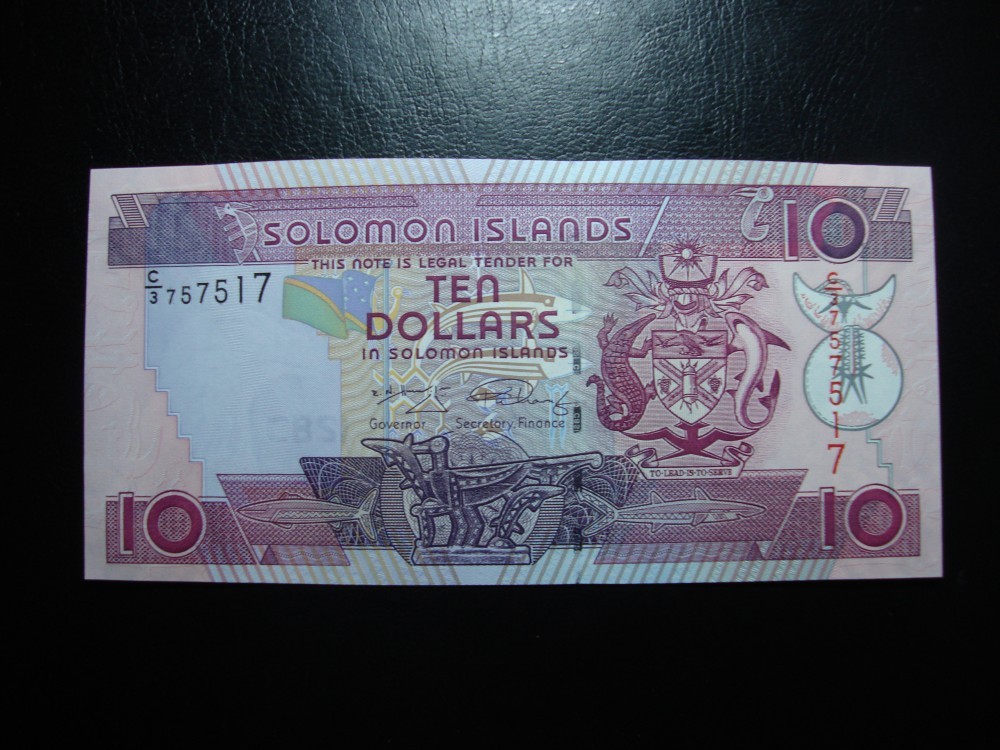 SOLOMON ISLANDS
10
THIS NOTE IS LEGAL TENDER FOR
C/3 757517
TEN
DOLLARS
IN SOLOMON ISLANDS
C/3 757517
Governor Secretary, Finance
TO·LEAD·IS·TO·SERVE
10
10